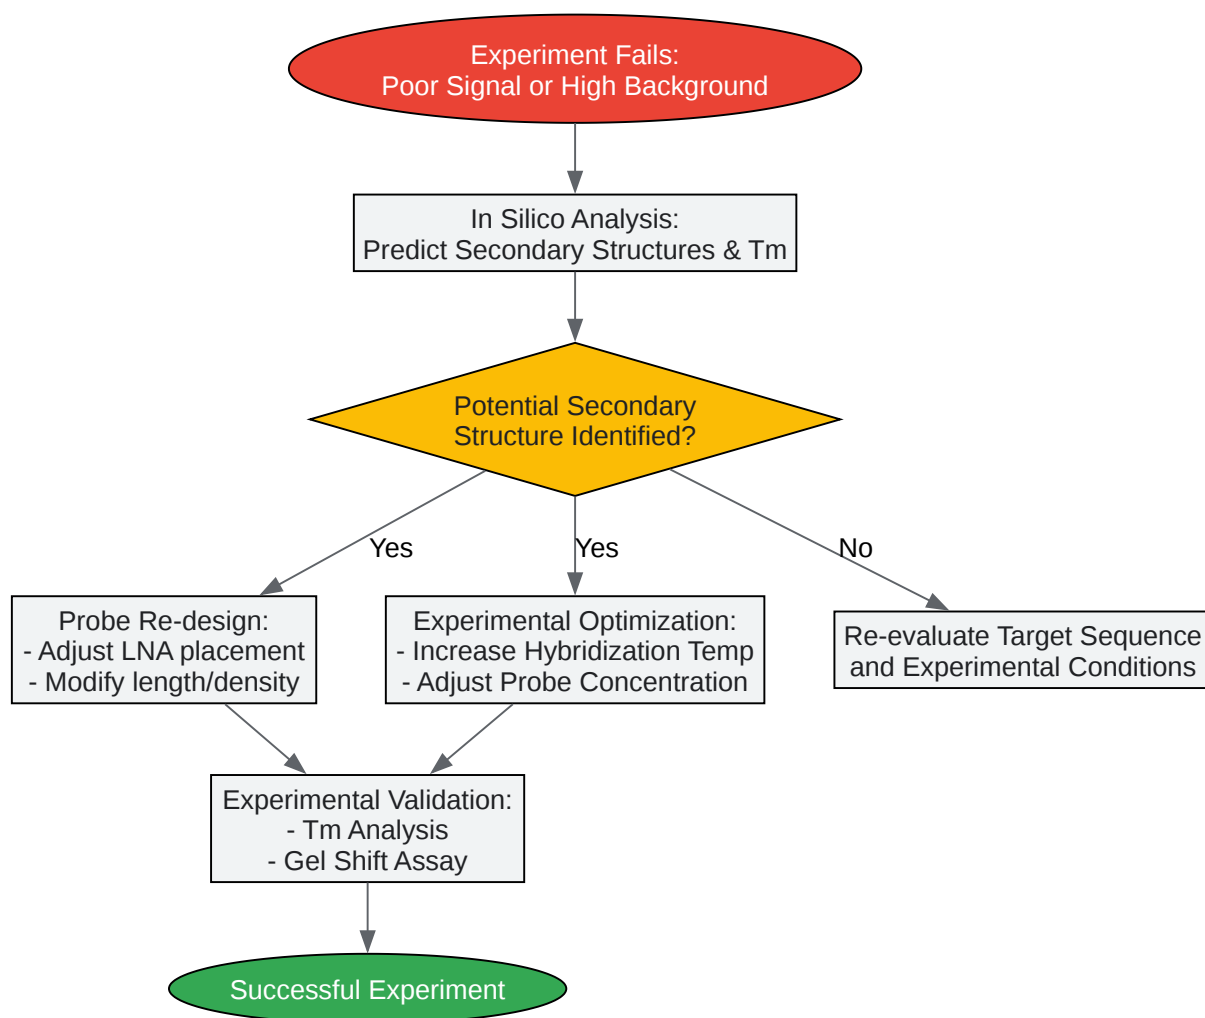 Experiment Fails:
Poor Signal or High Background
In Silico Analysis:
Predict Secondary Structures & Tm
Potential Secondary
Structure Identified?
Yes
Yes
No
Probe Re-design:
- Adjust LNA placement
- Modify length/density
Experimental Optimization:
- Increase Hybridization Temp
- Adjust Probe Concentration
Re-evaluate Target Sequence
and Experimental Conditions
Experimental Validation:
- Tm Analysis
- Gel Shift Assay
Successful Experiment